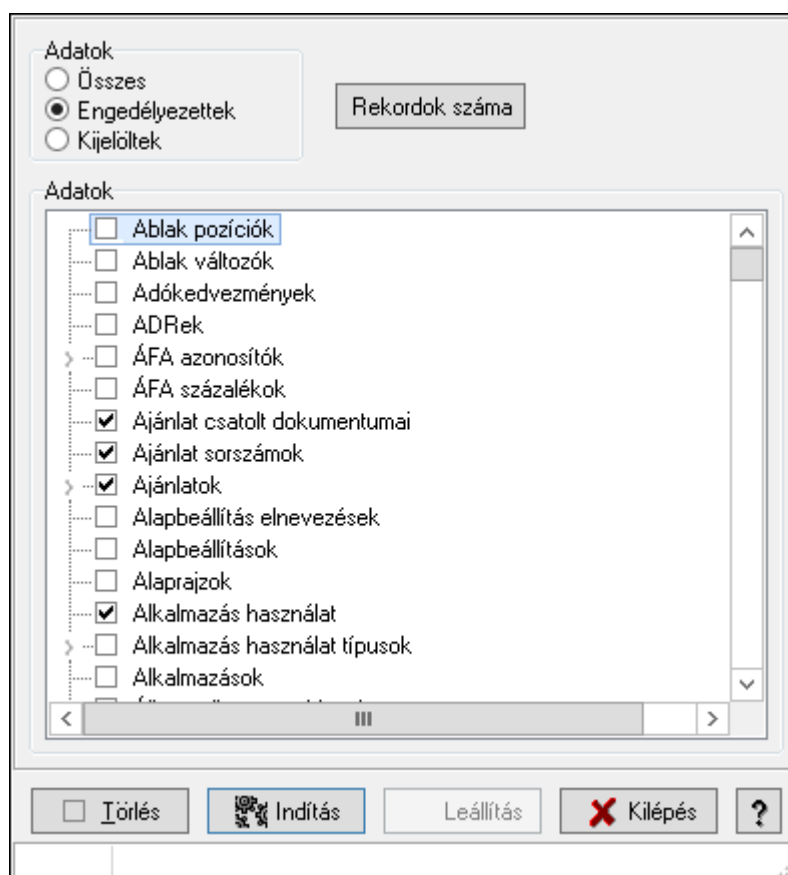 Adatok
Összes
Engedélyezettek
Kijelöltek
Rekordok száma
Adatok
Ablak pozíciók
Ablak változók
Adókedvezmények
ADRek
ÁFA azonosítók
ÁFA százalékok
Ajánlat csatolt dokumentumai
Ajánlat sorszámok
Ajánlatok
Alapbeállítás elnevezések
Alapbeállítások
Alaprajzok
Alkalmazás használat
Alkalmazás használat típusok
Alkalmazások
Törlés
Indítás
Leállítás
Kilépés
?